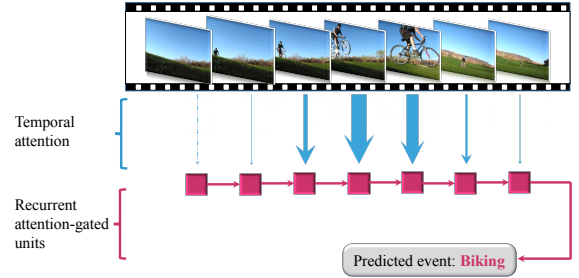 Temporal
attention
Recurrent
attention-gated
units
Predicted event: Biking